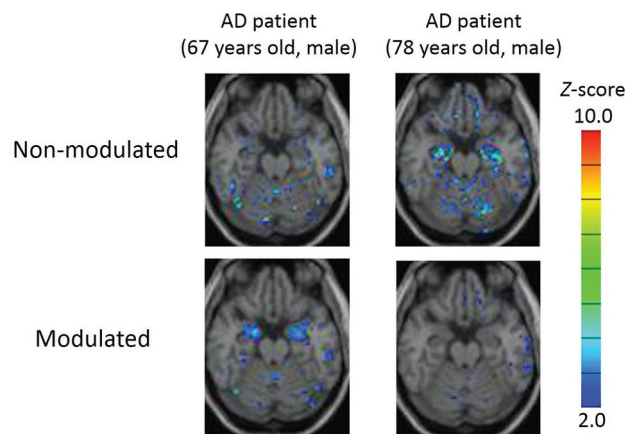 AD patient
(67 years old, male)
AD patient
(78 years old, male)
Z-score
10.0
Non-modulated
Modulated
2.0